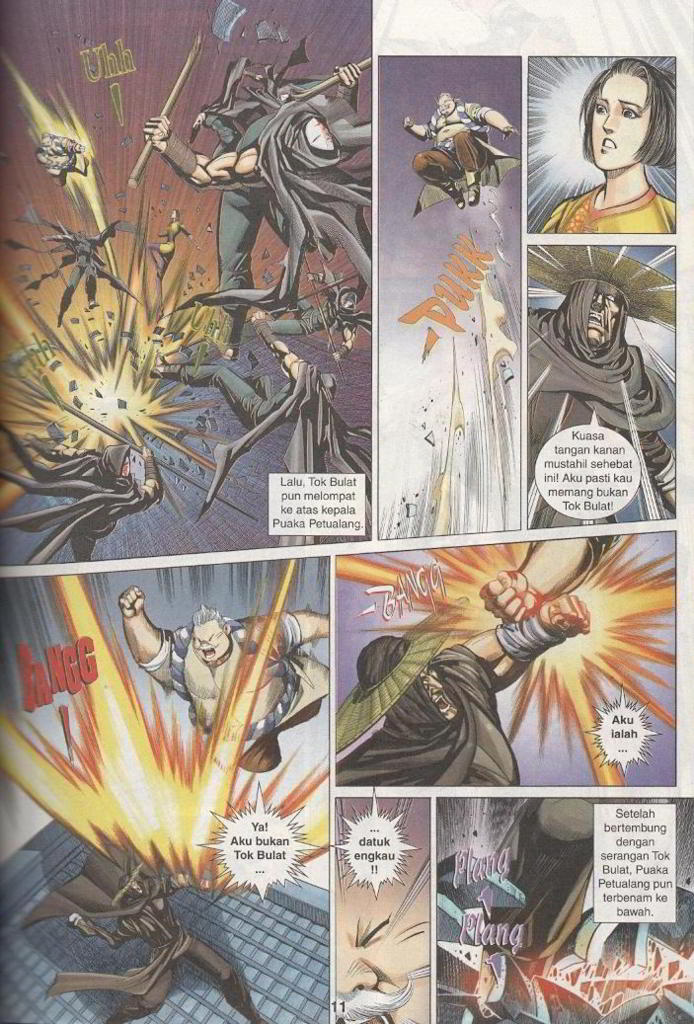 Uhh
!
Lalu, Tok Bulat
pun melompat
ke atas kepala
Puaka Petualang.
PUKK
Kuasa
tangan kanan
mustahil sehebat
ini! Aku pasti kau
memang bukan
Tok Bulat!
!
Ya!
Aku bukan
Tok Bulat
...
BANGG
Aku
ialah
...
...
datuk
engkau
!!
Setelah
bertembung
dengan
serangan Tok
Bulat, Puaka
Petualang pun
terbenam ke
bawah.
Plang
Plang
11